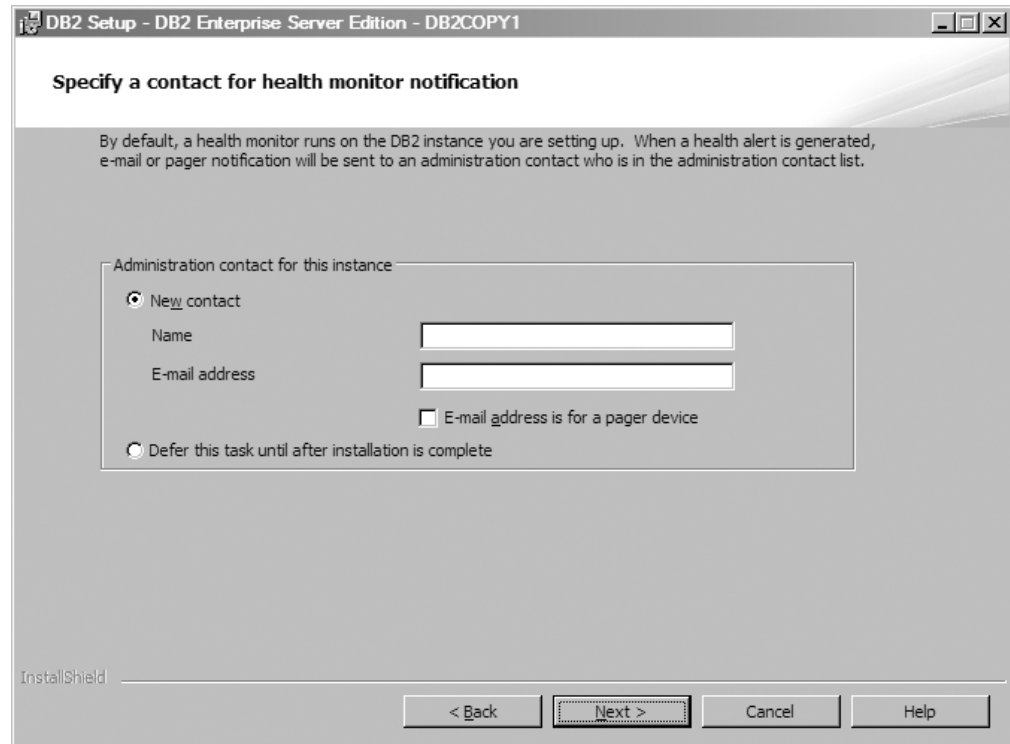 DB2 Setup - DB2 Enterprise Server Edition - DB2COPY1
Specify a contact for health monitor notification
By default, a health monitor runs on the DB2 instance you are setting up. When a health alert is generated,
e-mail or pager notification will be sent to an administration contact who is in the administration contact list.
Administration contact for this instance
New contact
Name
E-mail address
E-mail address is for a pager device
Defer this task until after installation is complete
InstallShield
< Back
Next >
Cancel
Help